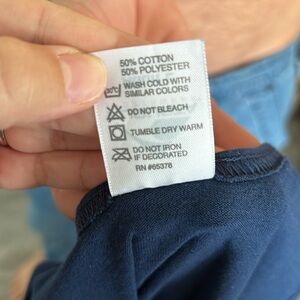 50% COTTON
50% POLYESTER
WASH COLD WITH
SIMILAR COLORS
DO NOT BLEACH
TUMBLE DRY WARM
DO NOT IRON
IF DECORATED
RN #65378